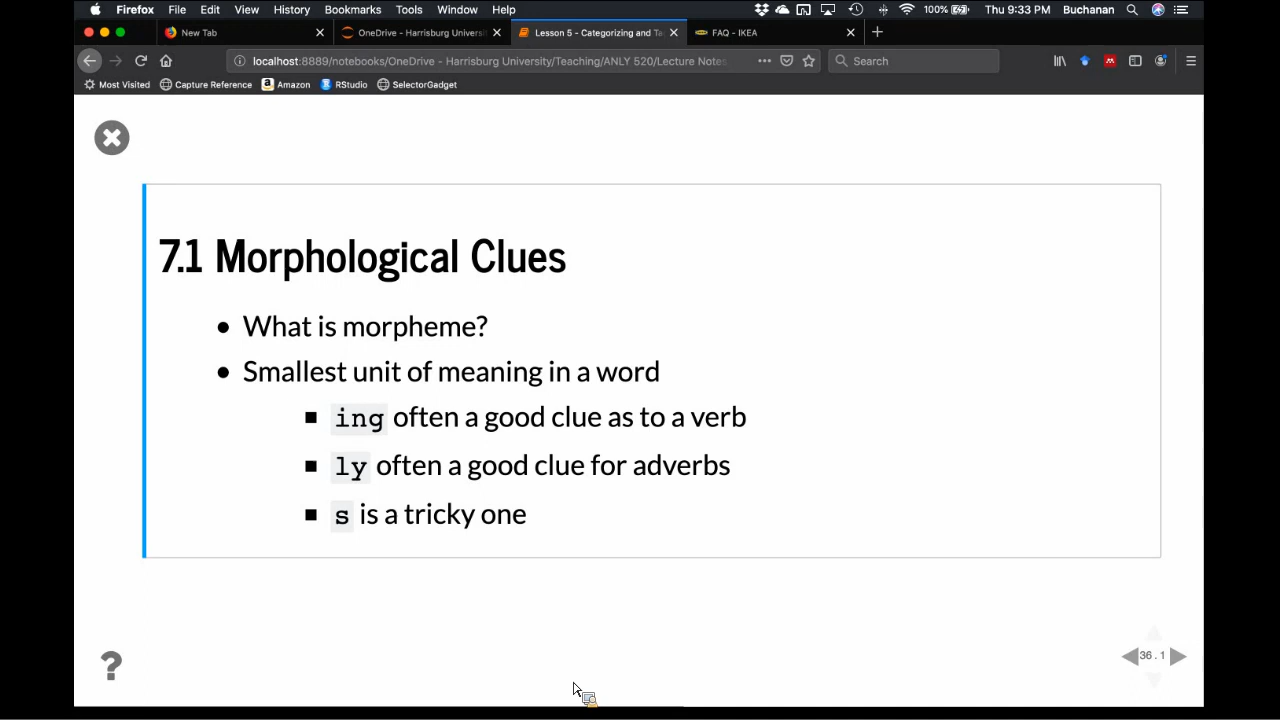 Firefox File Edit View History Bookmarks Tools Window Help 100% Thu 9:33 PM Buchanan
New Tab OneDrive - Harrisburg Universit Lesson 5 - Categorizing and Ta FAQ - IKEA
localhost:8889/notebooks/OneDrive - Harrisburg University/Teaching/ANLY 520/Lecture Notes Search
Most Visited Capture Reference Amazon RStudio SelectorGadget
7.1 Morphological Clues
• What is morpheme?
• Smallest unit of meaning in a word
■ ing often a good clue as to a verb
■ ly often a good clue for adverbs
■ s is a tricky one
?
36.1